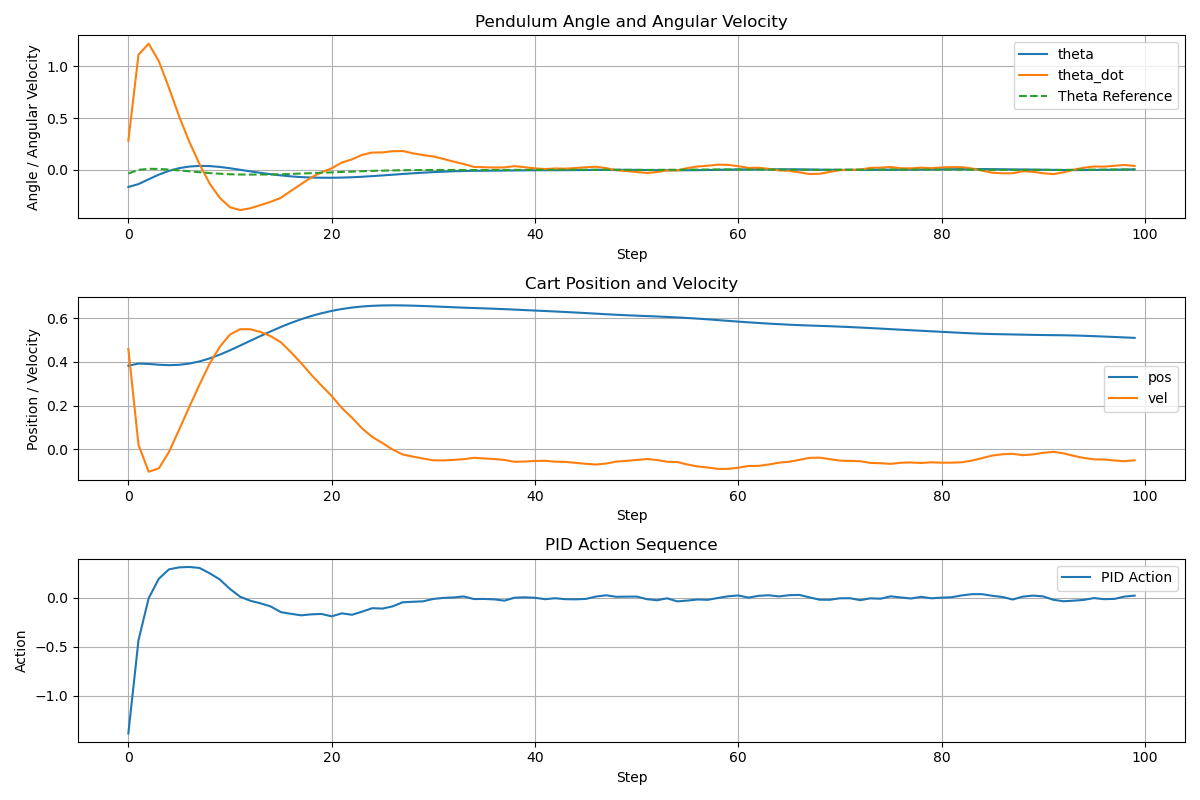 Pendulum Angle and Angular Velocity
Angle / Angular Velocity
1.0
0.5
0.0
theta
theta_dot
Theta Reference
0
20
40
60
80
100
Step
Cart Position and Velocity
Position / Velocity
0.6
0.4
0.2
0.0
pos
vel
0
20
40
60
80
100
Step
PID Action Sequence
Action
0.0
−0.5
−1.0
PID Action
0
20
40
60
80
100
Step